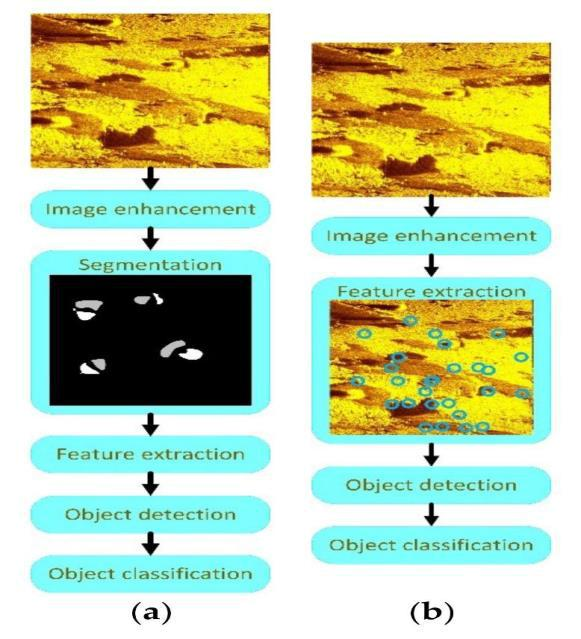 Image enhancement
Segmentation
Feature extraction
Object detection
Object classification
(a)
Image enhancement
Feature extraction
Object detection
Object classification
(b)